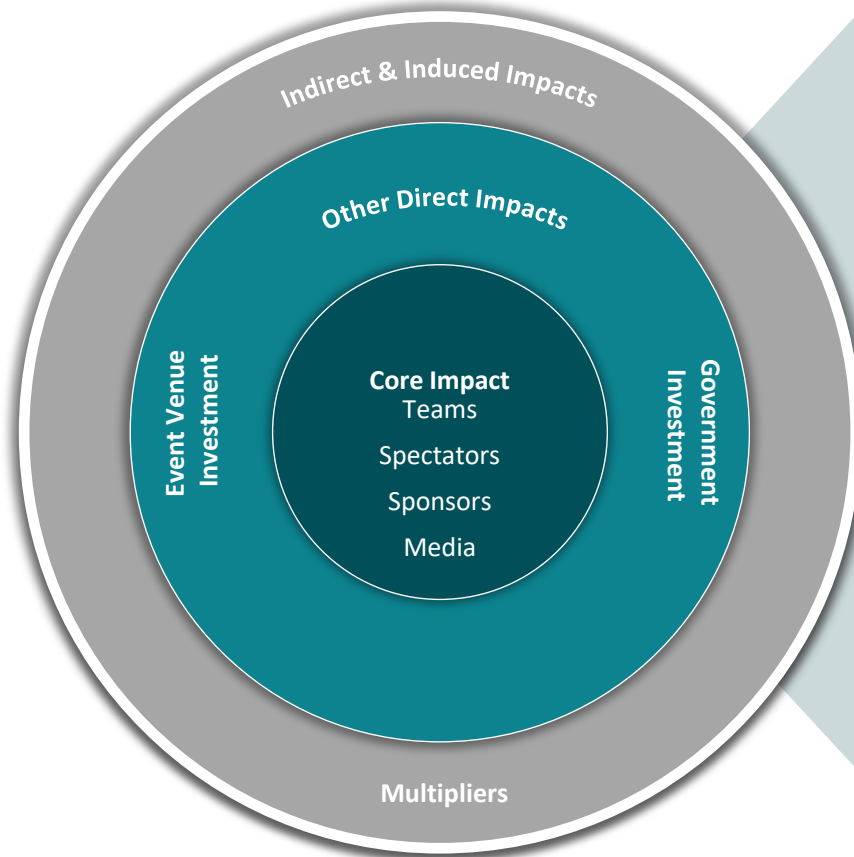 Indirect & Induced Impacts
Other Direct Impacts
Event Venue
Investment
Government
Investment
Core Impact
Teams
Spectators
Sponsors
Media
Multipliers